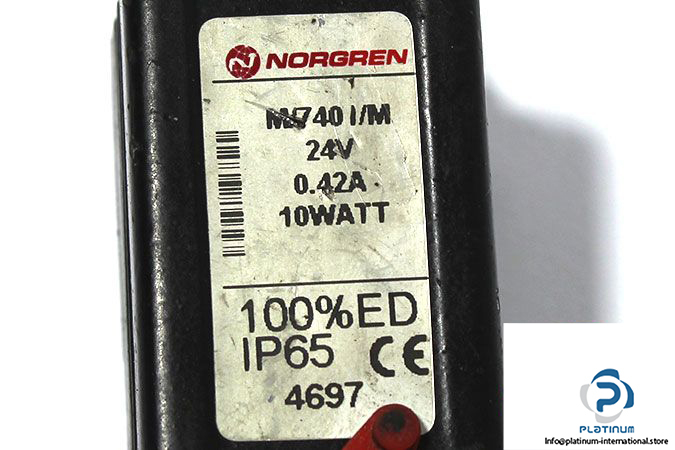 NORGREN
M/740 I/M
24V
0.42A
10WATT
100%ED
IP65 CE
4697
PLATINUM
Info@platinum-international.store